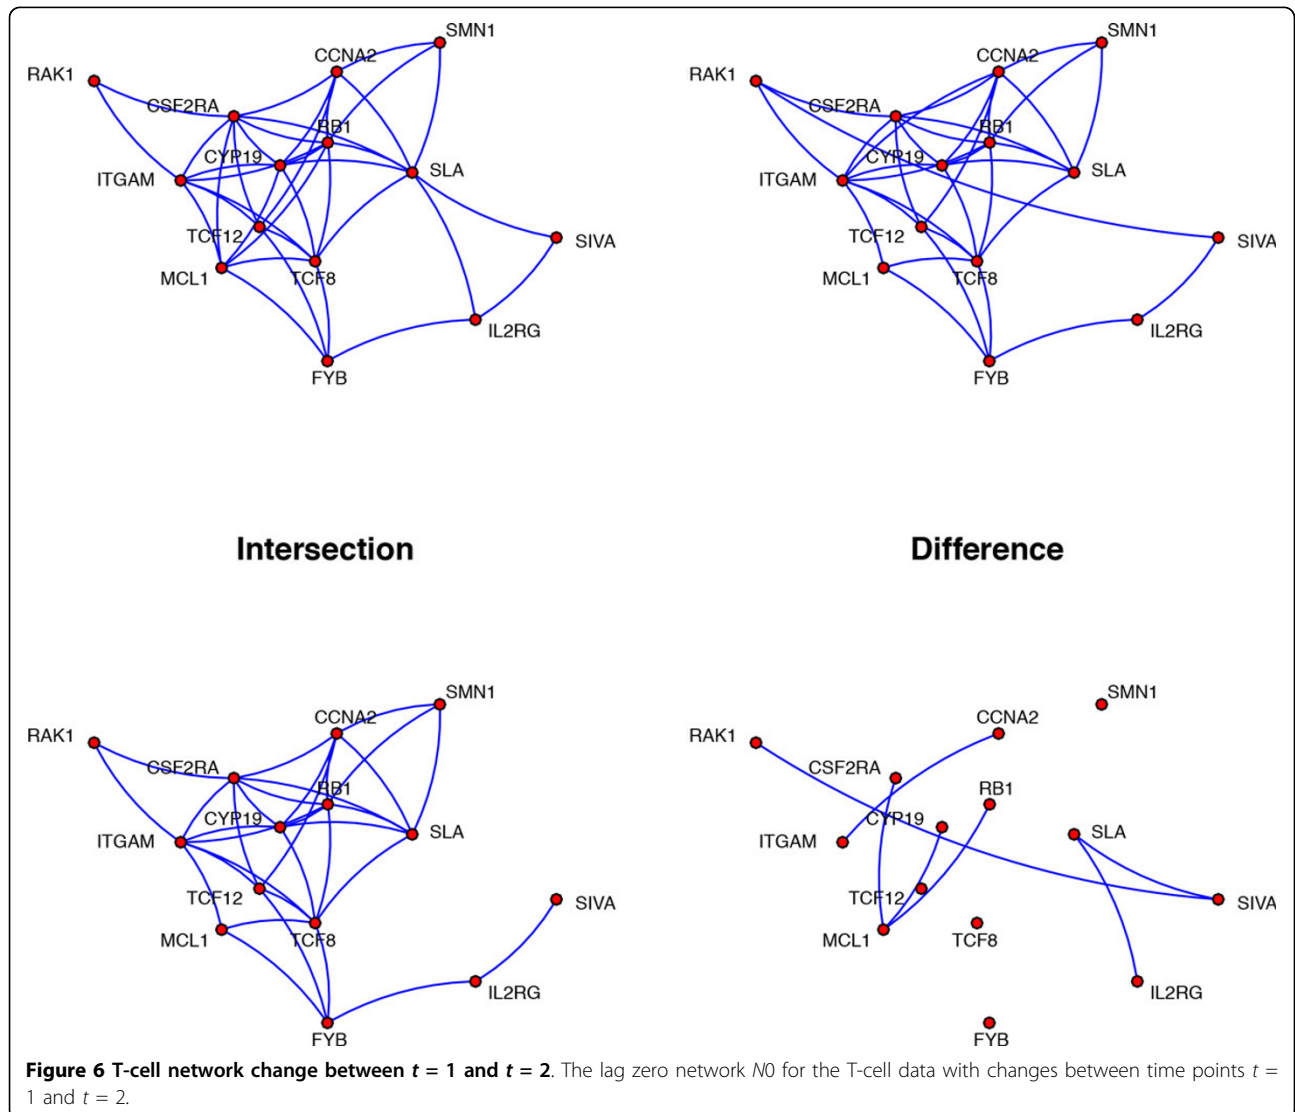 SMN1
CCNA2
RAK1
CSF2RA
RB1
CYP19
SLA
ITGAM
TCF12
SIVA
MCL1
TCF8
IL2RG
FYB
SMN1
CCNA2
RAK1
CSF2RA
RB1
CYP19
SLA
ITGAM
TCF12
SIVA
MCL1
TCF8
IL2RG
FYB
Intersection
Difference
SMN1
CCNA2
RAK1
CSF2RA
RB1
CYP19
SLA
ITGAM
TCF12
SIVA
MCL1
TCF8
IL2RG
FYB
SMN1
CCNA2
RAK1
CSF2RA
RB1
CYP19
SLA
ITGAM
TCF12
SIVA
MCL1
TCF8
IL2RG
FYB
Figure 6 T-cell network change between t = 1 and t = 2. The lag zero network N0 for the T-cell data with changes between time points t =
1 and t = 2.